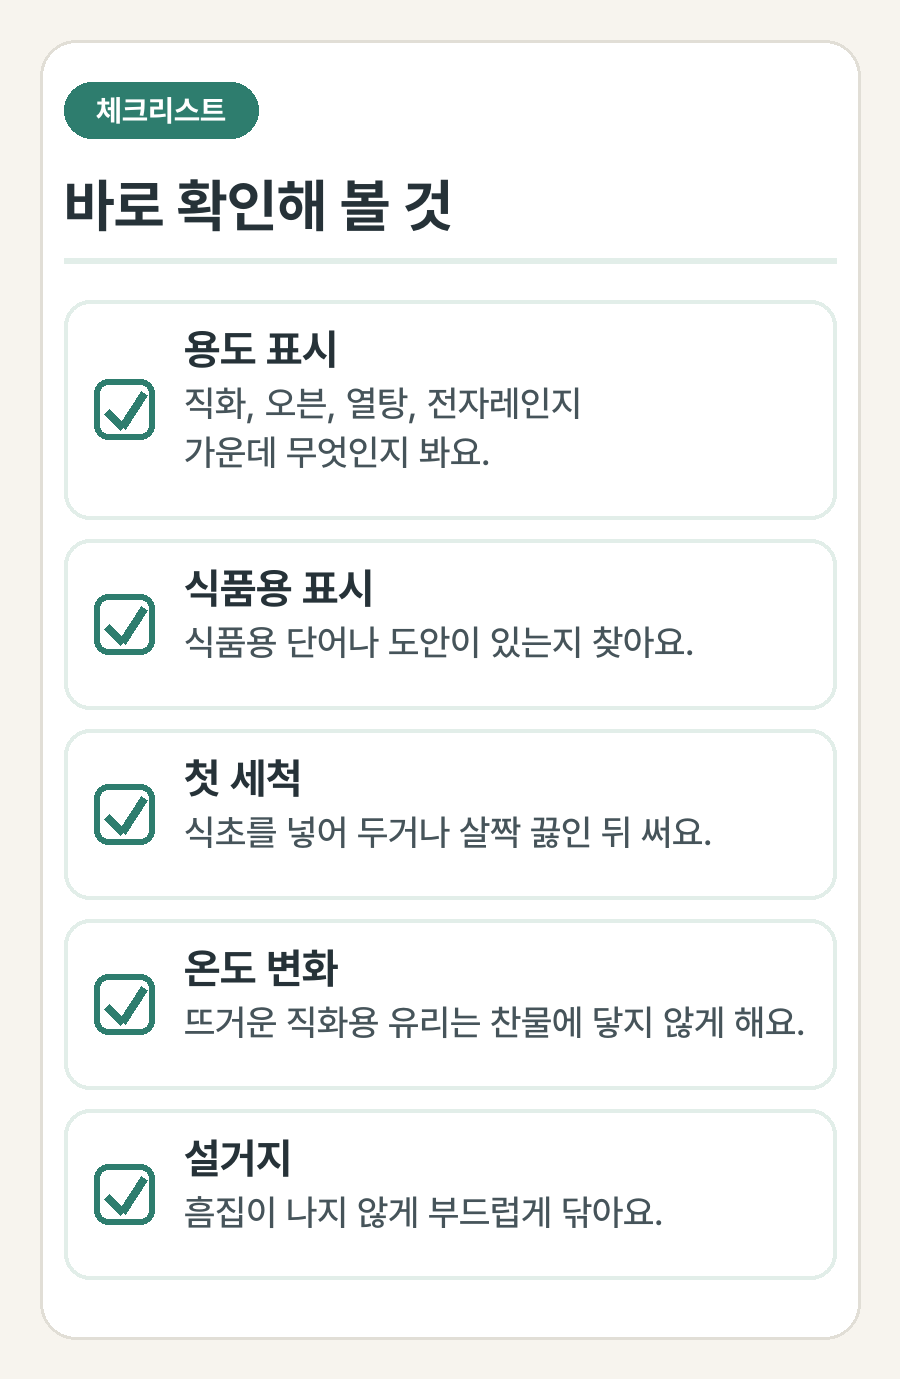 체크리스트
바로 확인해 볼 것
용도 표시
직화, 오븐, 열탕, 전자레인지
가운데 무엇인지 봐요.
식품용 표시
식품용 단어나 도안이 있는지 찾아요.
첫 세척
식초를 넣어 두거나 살짝 끓인 뒤 써요.
온도 변화
뜨거운 직화용 유리는 찬물에 닿지 않게 해요.
설거지
흠집이 나지 않게 부드럽게 닦아요.